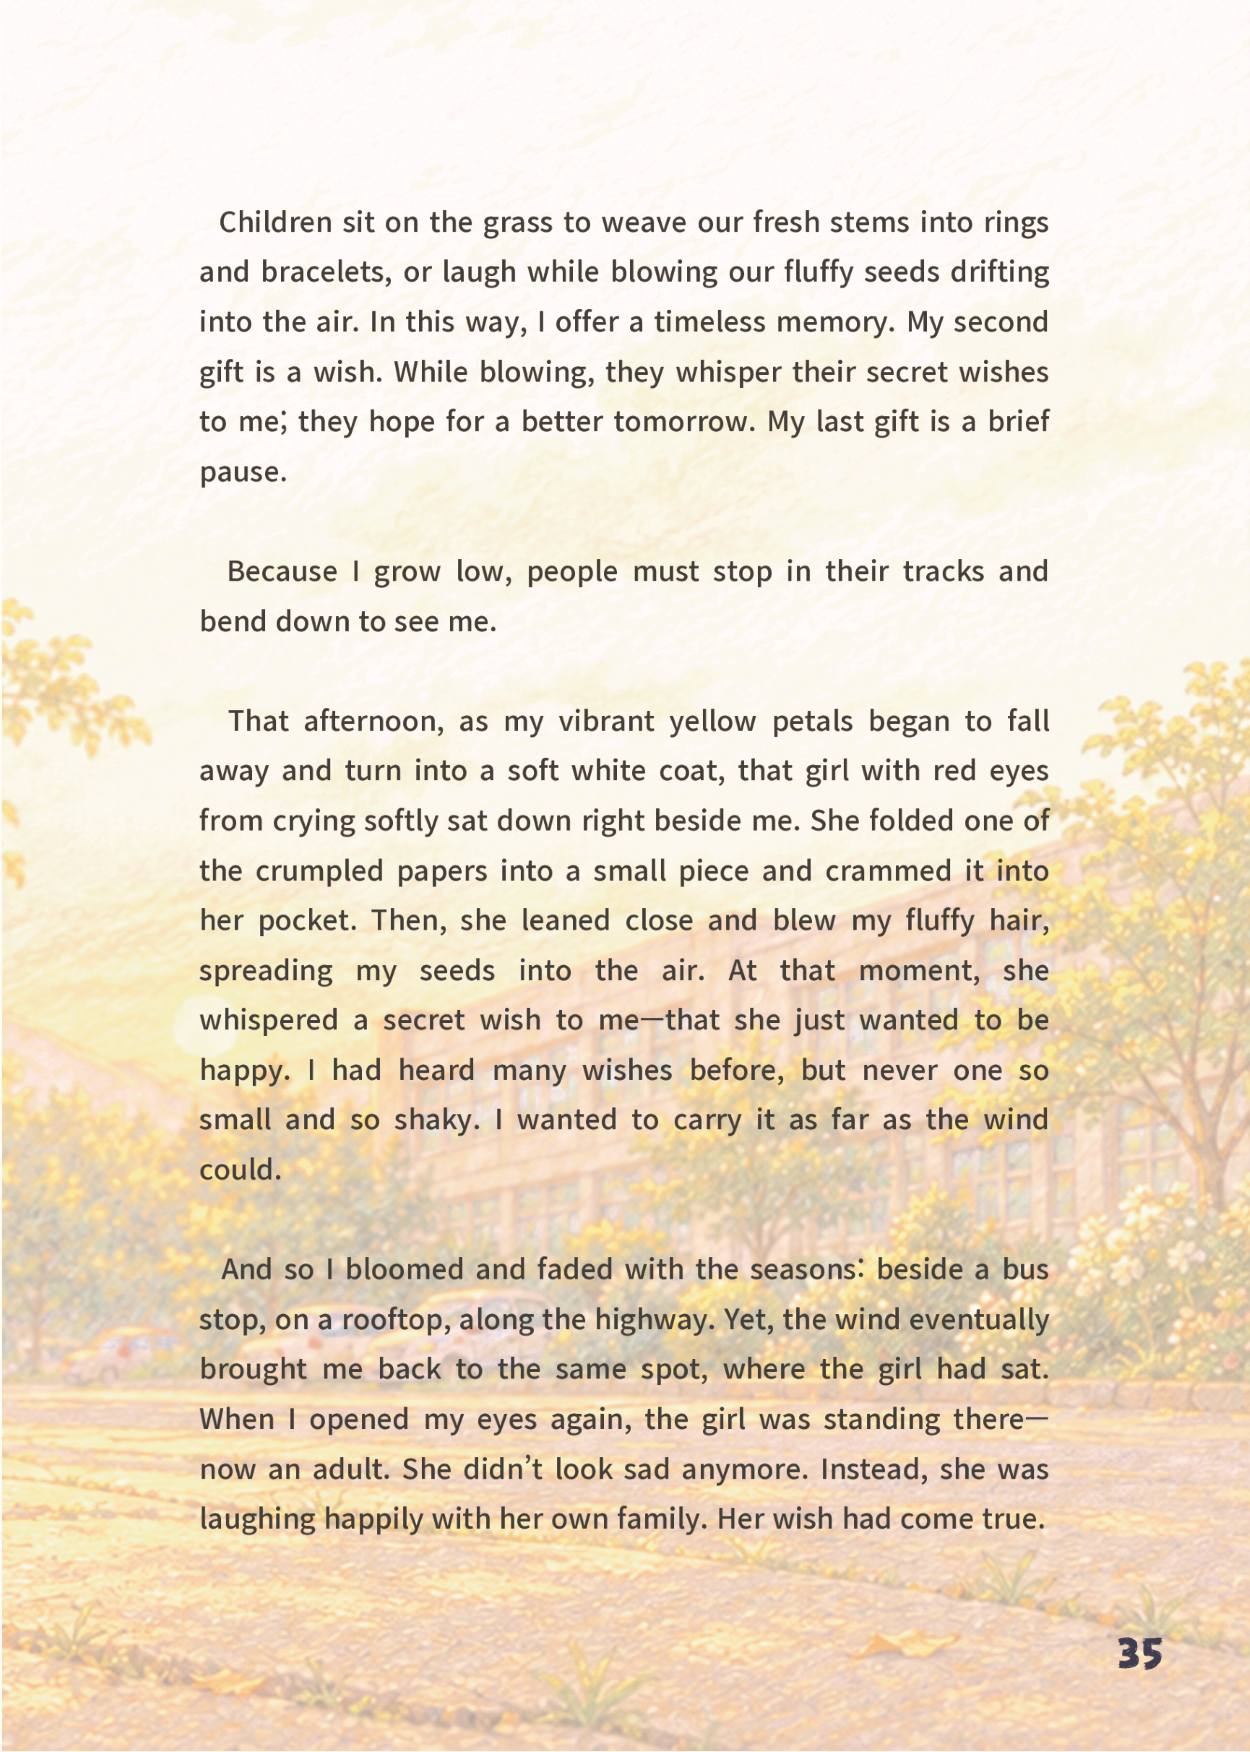 Children sit on the grass to weave our fresh stems into rings
and bracelets, or laugh while blowing our fluffy seeds drifting
into the air. In this way, I offer a timeless memory. My second
gift is a wish. While blowing, they whisper their secret wishes
to me; they hope for a better tomorrow. My last gift is a brief
pause.
Because I grow low, people must stop in their tracks and
bend down to see me.
That afternoon, as my vibrant yellow petals began to fall
away and turn into a soft white coat, that girl with red eyes
from crying softly sat down right beside me. She folded one of
the crumpled papers into a small piece and crammed it into
her pocket. Then, she leaned close and blew my fluffy hair,
spreading my seeds into the air. At that moment, she
whispered a secret wish to me—that she just wanted to be
happy. I had heard many wishes before, but never one so
small and so shaky. I wanted to carry it as far as the wind
could.
And so I bloomed and faded with the seasons: beside a bus
stop, on a rooftop, along the highway. Yet, the wind eventually
brought me back to the same spot, where the girl had sat.
When I opened my eyes again, the girl was standing there—
now an adult. She didn’t look sad anymore. Instead, she was
laughing happily with her own family. Her wish had come true.
35